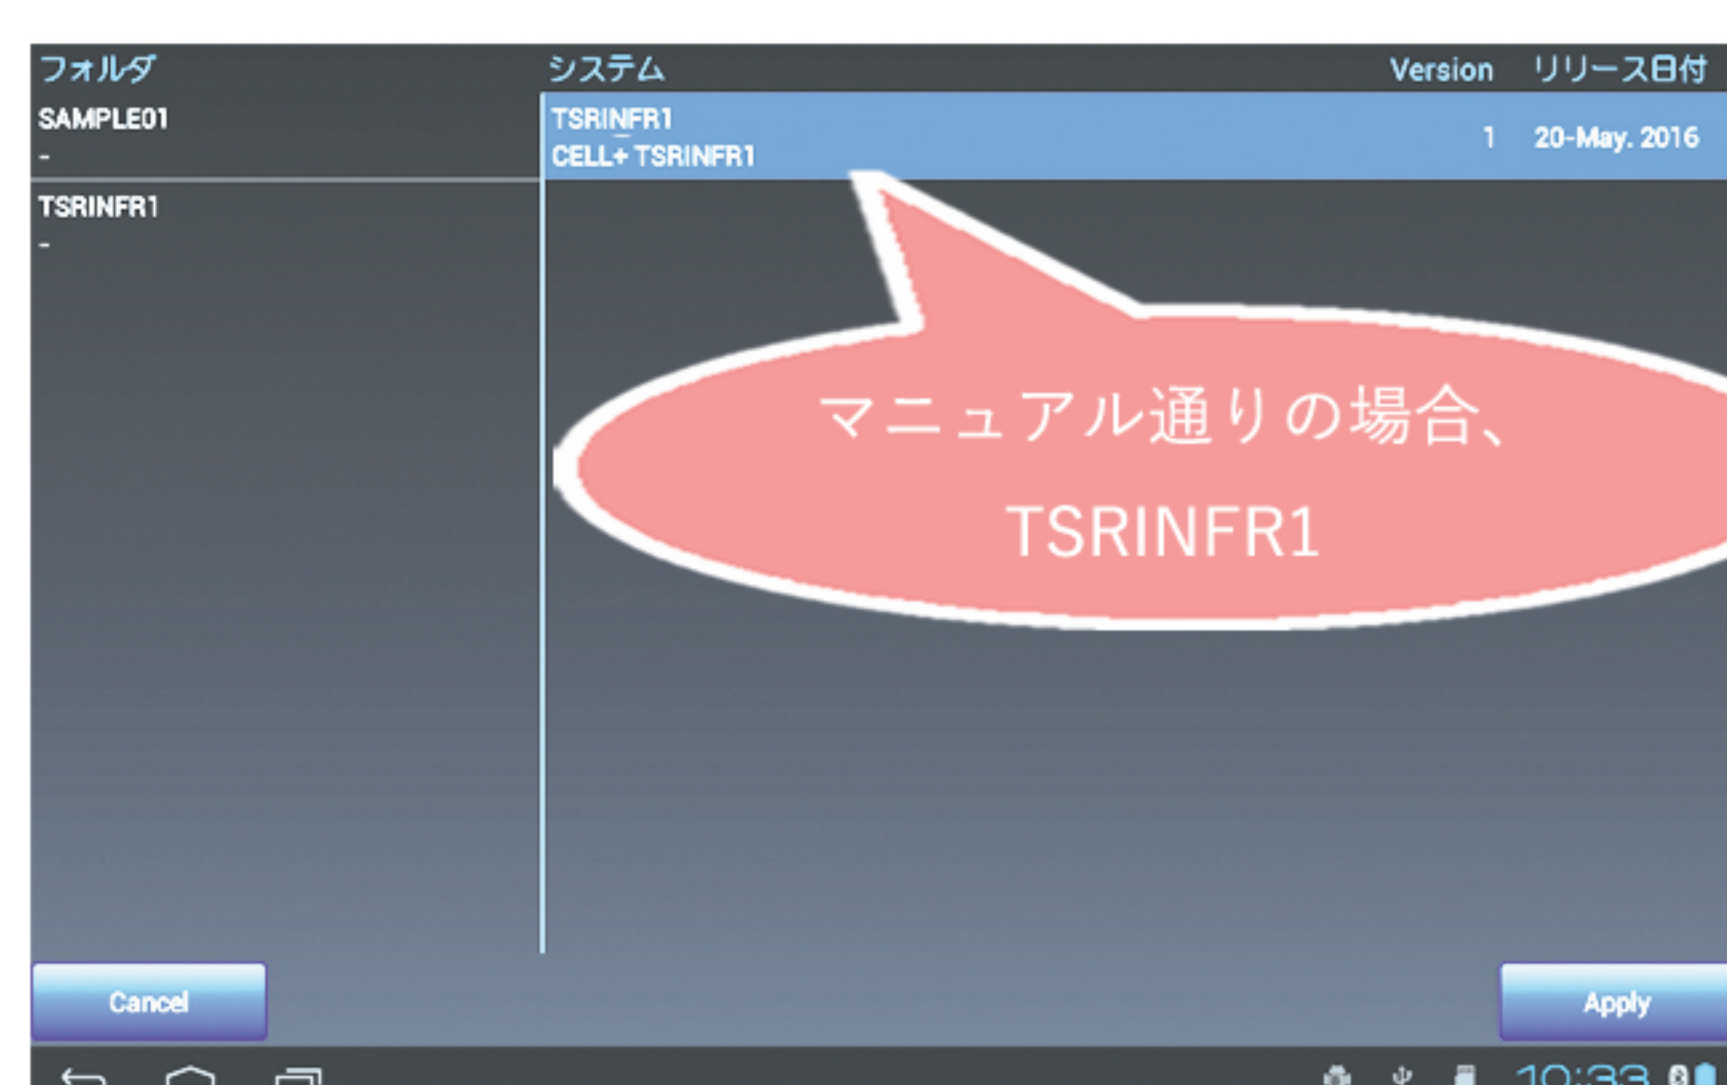 フォルダ
システム
Version
リリース日付
SAMPLE01
-
TSRINFR1
-
TSRINFR1
CELL+ TSRINFR1
1
20-May. 2016
マニュアル通りの場合、
TSRINFR1
Cancel
Apply
10:33